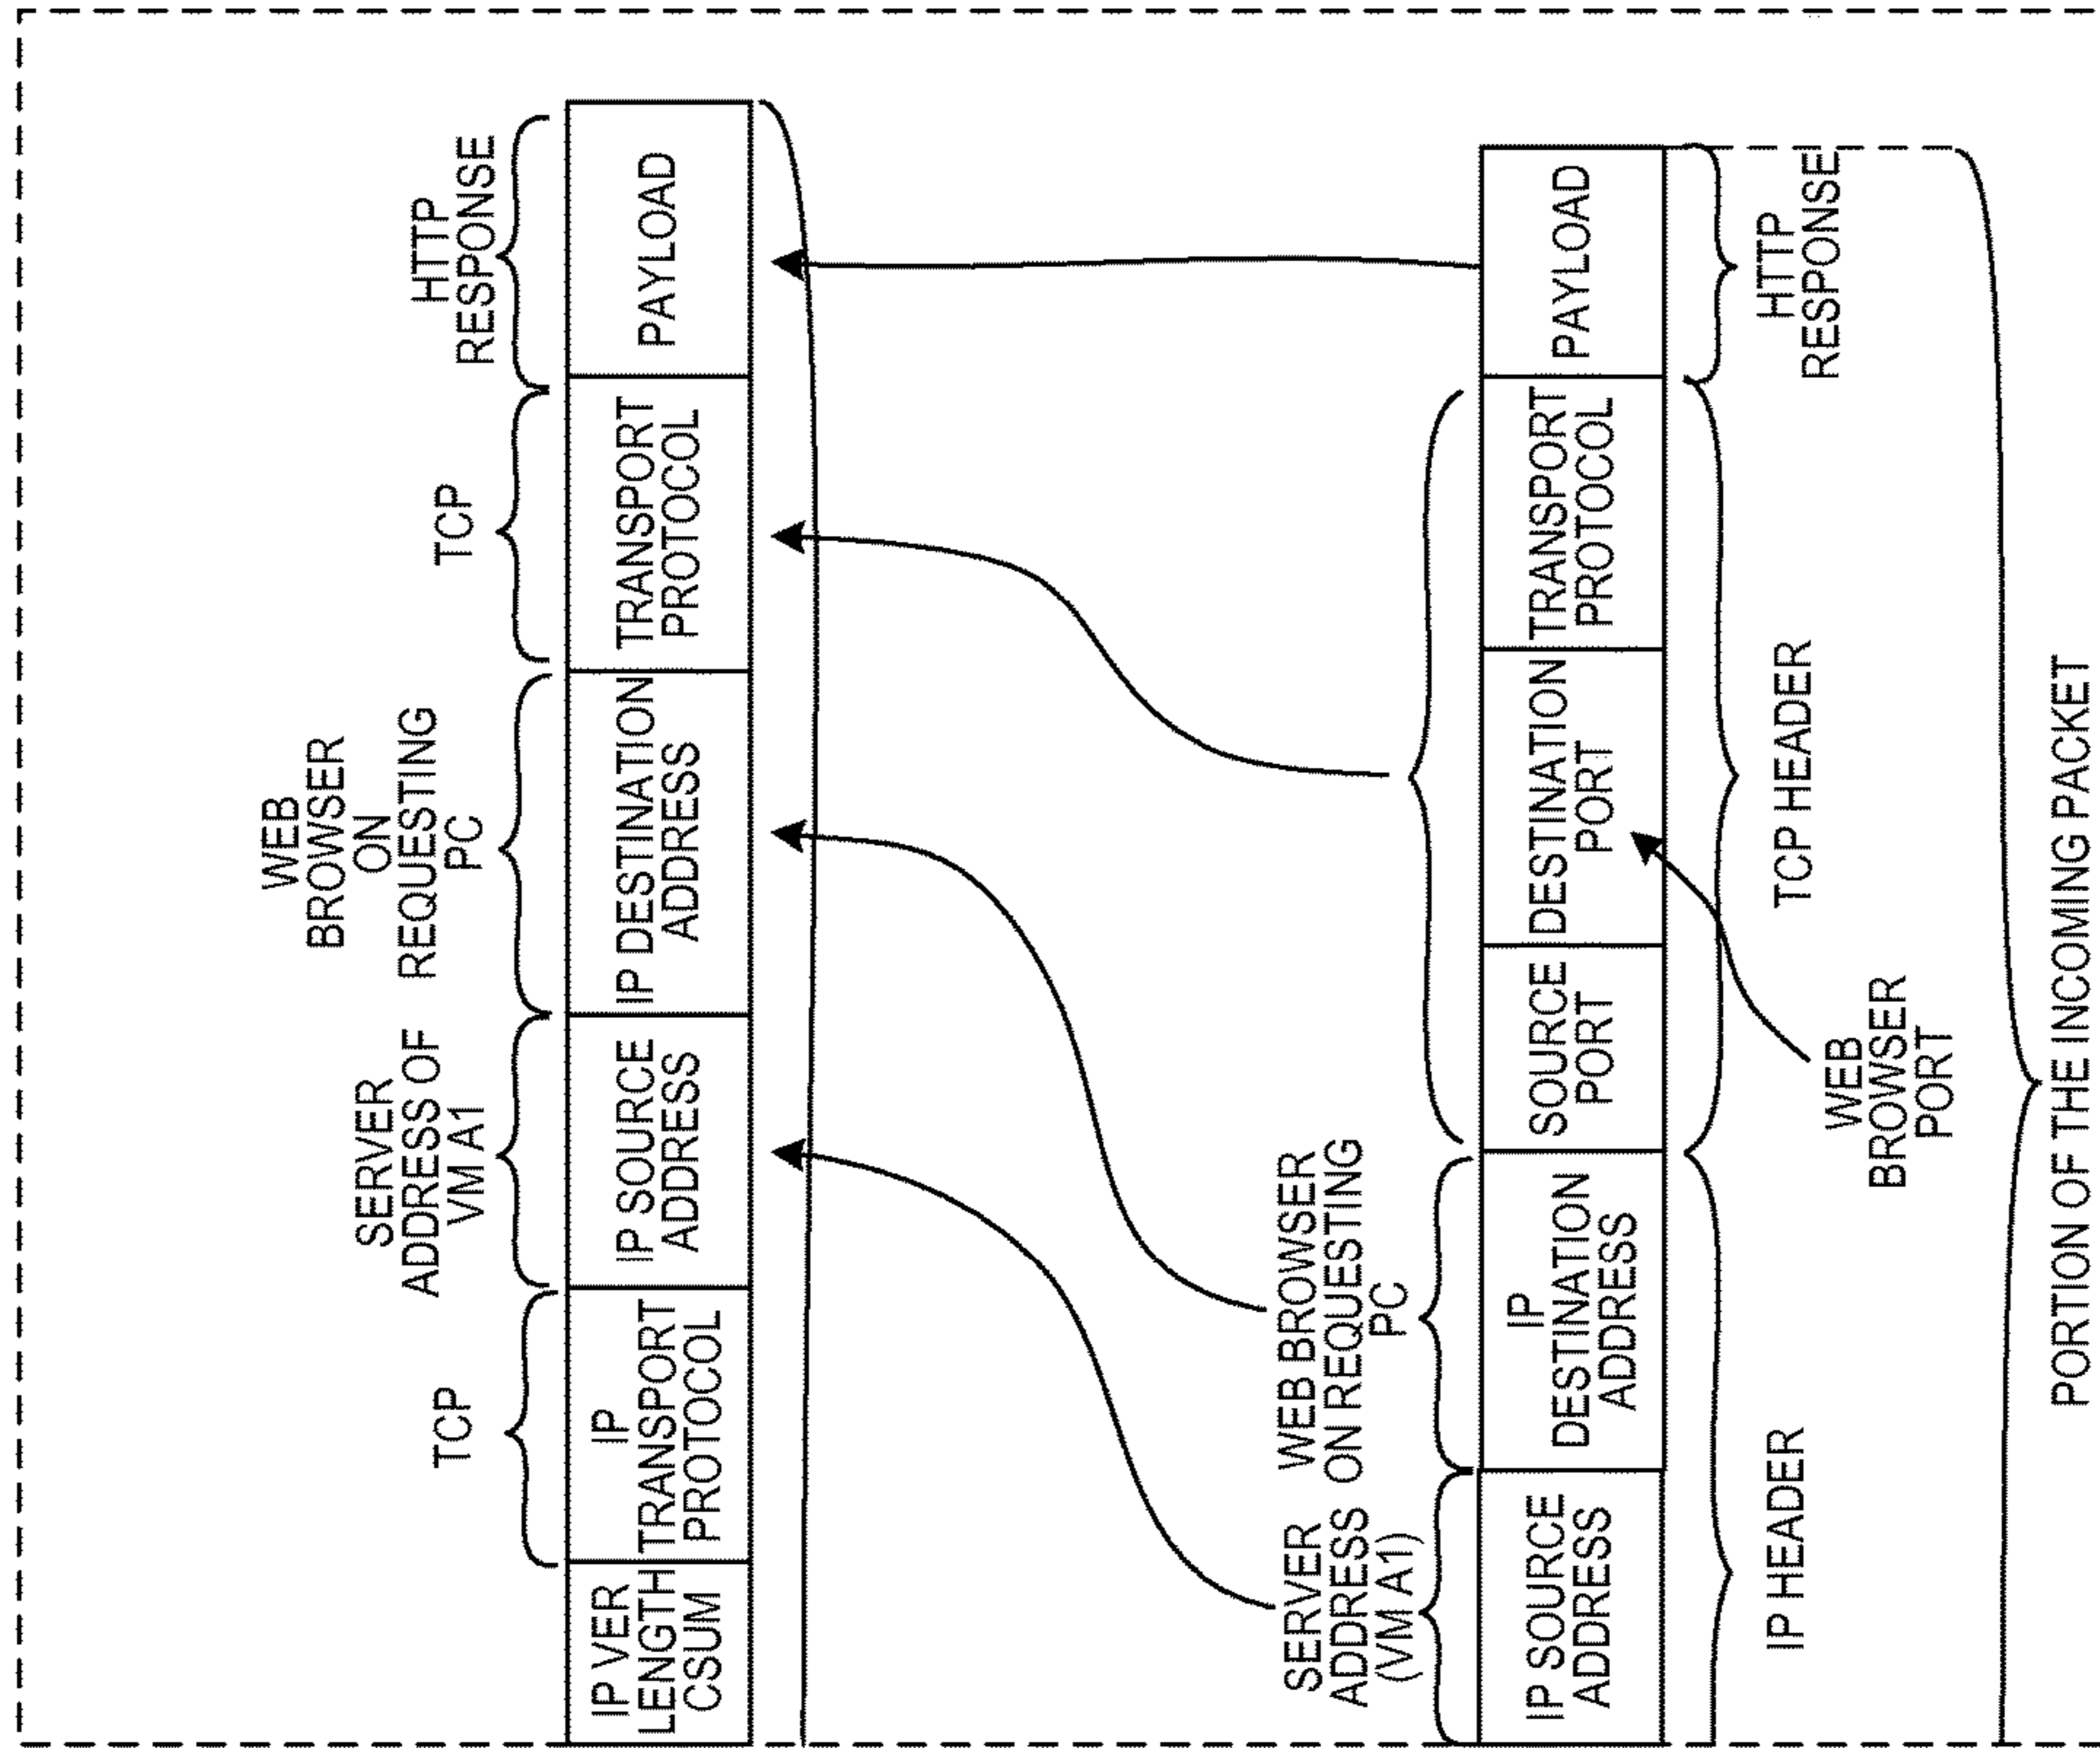 TCP
SERVER
ADDRESS OF
VM A1
WEB
BROWSER
ON
REQUESTING
PC
TCP
HTTP
RESPONSE
IP VER
LENGTH
CSUM
IP
TRANSPORT
PROTOCOL
IP SOURCE
ADDRESS
IP DESTINATION
ADDRESS
TRANSPORT
PROTOCOL
PAYLOAD
SERVER
ADDRESS
(VM A1)
WEB BROWSER
ON REQUESTING
PC
IP SOURCE
ADDRESS
IP
DESTINATION
ADDRESS
SOURCE
PORT
DESTINATION
PORT
TRANSPORT
PROTOCOL
PAYLOAD
IP HEADER
TCP HEADER
HTTP
RESPONSE
WEB
BROWSER
PORT
PORTION OF THE INCOMING PACKET